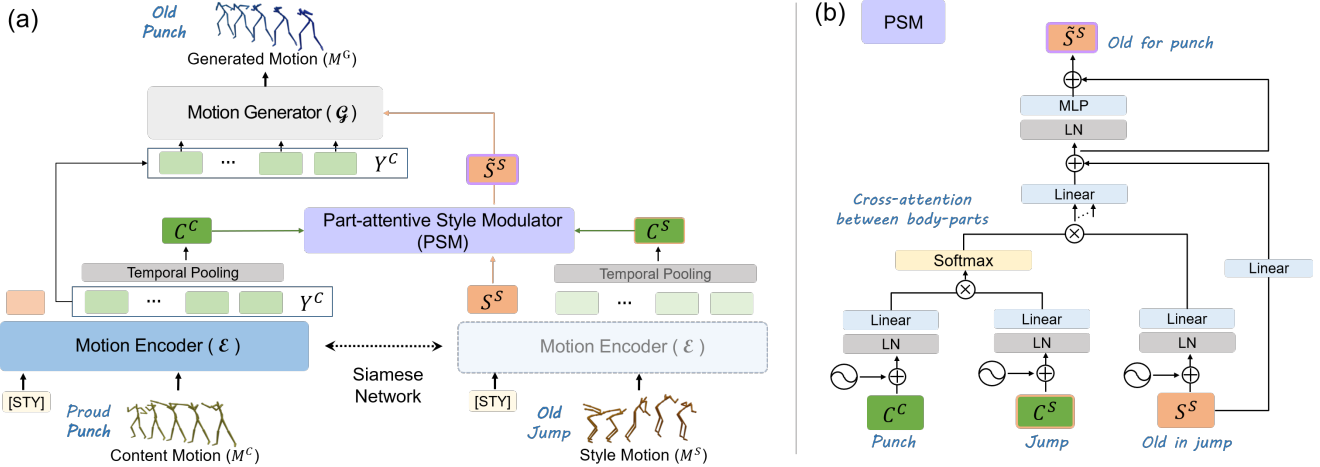 (a)
Old
Punch
Generated Motion (M^G)
Motion Generator ( 𝓖 )
... Y^C
S̃^S
Part-attentive Style Modulator
(PSM)
C^C
C^S
Temporal Pooling
Temporal Pooling
... Y^C
S^S
...
Motion Encoder ( ℰ )
Motion Encoder ( ℰ )
Siamese
Network
[STY]
Proud
Punch
[STY]
Old
Jump
Content Motion (M^C)
Style Motion (M^S)
(b)
PSM
S̃^S
Old for punch
MLP
LN
Linear
Cross-attention
between body-parts
Softmax
Linear
Linear
Linear
Linear
LN
LN
LN
C^C
C^S
S^S
Punch
Jump
Old in jump